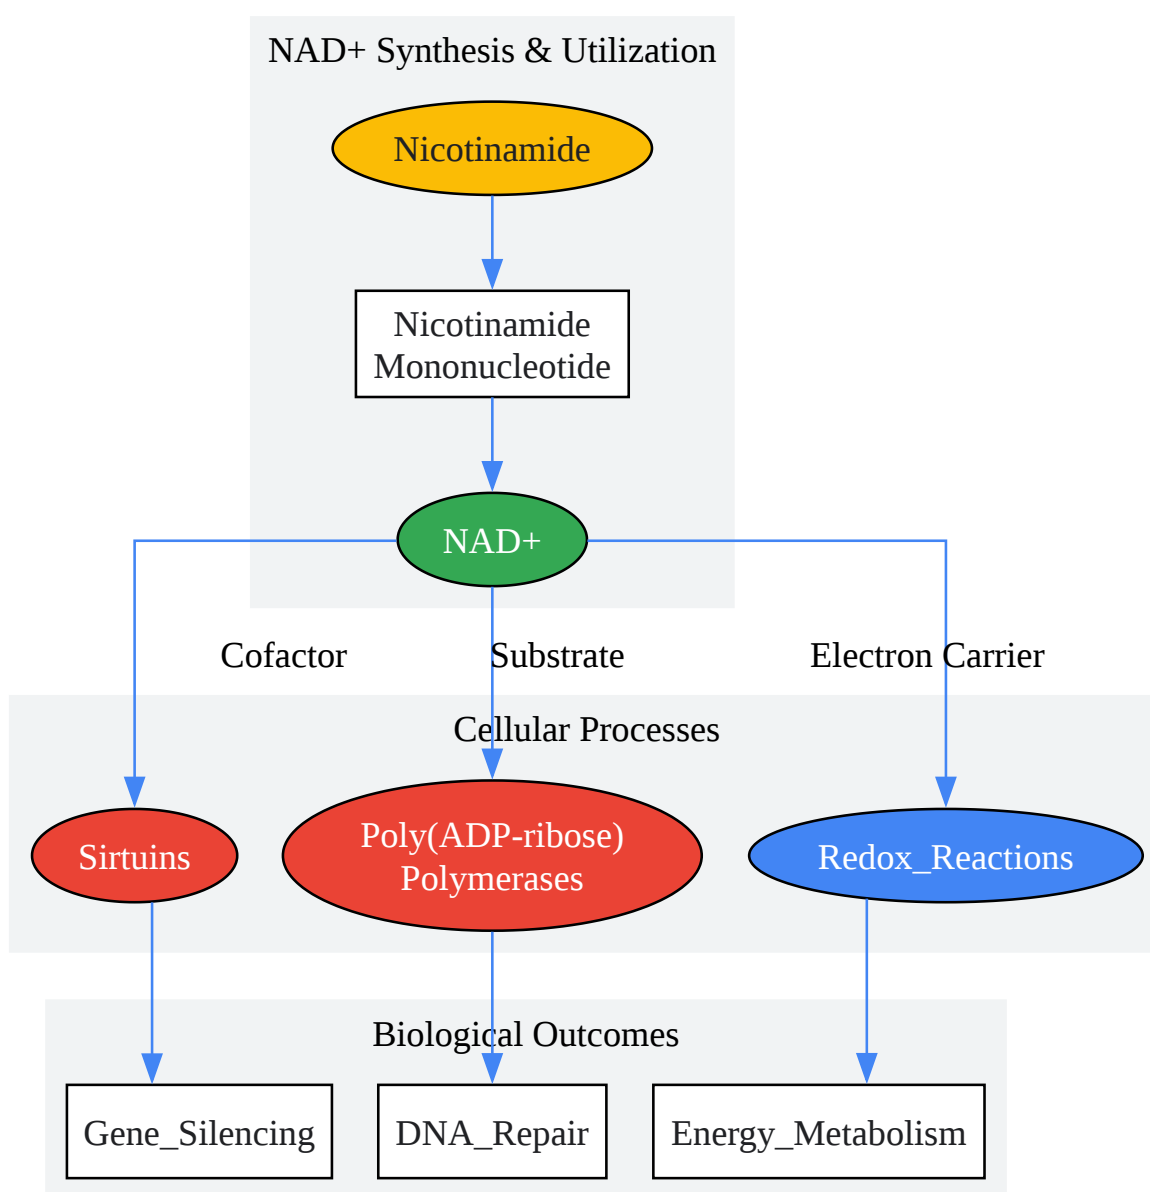 NAD+ Synthesis & Utilization
Nicotinamide
Nicotinamide
Mononucleotide
NAD+
Cofactor
Substrate
Electron Carrier
Cellular Processes
Sirtuins
Poly(ADP-ribose)
Polymerases
Redox_Reactions
Biological Outcomes
Gene_Silencing
DNA_Repair
Energy_Metabolism